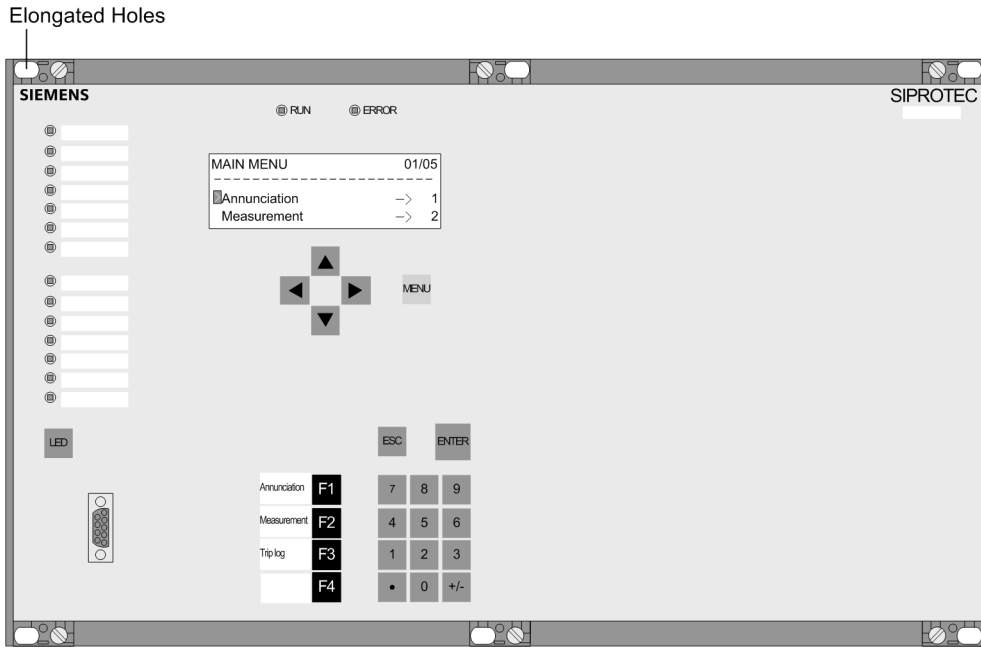 Elongated Holes
SIEMENS
SIPROTEC
RUN
ERROR
MAIN MENU 01/05
--------------------
Annunciation –> 1
Measurement –> 2
MENU
LED
ESC
ENTER
Annunciation F1
7 8 9
Measurement F2
4 5 6
Trip log F3
1 2 3
F4
• 0 +/-